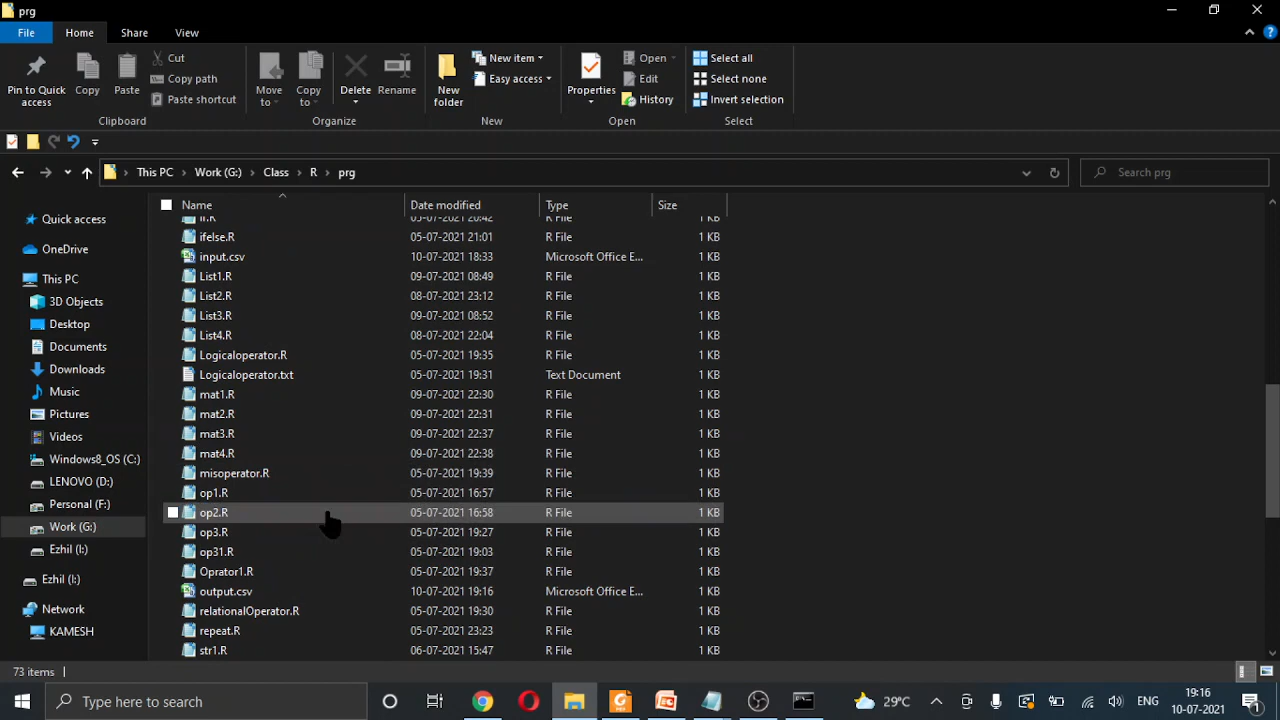 prg
File Home Share View
Pin to Quick access
Copy
Paste
Cut
Copy path
Paste shortcut
Clipboard
Move to
Copy to
Delete
Rename
Organize
New folder
New item
Easy access
New
Properties
Open
Edit
History
Open
Select all
Select none
Invert selection
Select
This PC > Work (G:) > Class > R > prg
Search prg
Name Date modified Type Size
ifelse.R 05-07-2021 21:01 R File 1 KB
input.csv 10-07-2021 18:33 Microsoft Office E... 1 KB
List1.R 09-07-2021 08:49 R File 1 KB
List2.R 08-07-2021 23:12 R File 1 KB
List3.R 09-07-2021 08:52 R File 1 KB
List4.R 08-07-2021 22:04 R File 1 KB
Logicaloperator.R 05-07-2021 19:35 R File 1 KB
Logicaloperator.txt 05-07-2021 19:31 Text Document 1 KB
mat1.R 09-07-2021 22:30 R File 1 KB
mat2.R 09-07-2021 22:31 R File 1 KB
mat3.R 09-07-2021 22:37 R File 1 KB
mat4.R 09-07-2021 22:38 R File 1 KB
misoperator.R 05-07-2021 19:39 R File 1 KB
op1.R 05-07-2021 16:57 R File 1 KB
op2.R 05-07-2021 16:58 R File 1 KB
op3.R 05-07-2021 19:27 R File 1 KB
op31.R 05-07-2021 19:03 R File 1 KB
Oprator1.R 05-07-2021 19:37 R File 1 KB
output.csv 10-07-2021 19:16 Microsoft Office E... 1 KB
relationalOperator.R 05-07-2021 19:30 R File 1 KB
repeat.R 05-07-2021 23:23 R File 1 KB
str1.R 06-07-2021 15:47 R File 1 KB
Quick access
OneDrive
This PC
3D Objects
Desktop
Documents
Downloads
Music
Pictures
Videos
Windows8_OS (C:)
LENOVO (D:)
Personal (F:)
Work (G:)
Ezhil (I:)
Ezhil (I:)
Network
KAMESH
73 items
Type here to search
29°C
ENG
19:16
10-07-2021